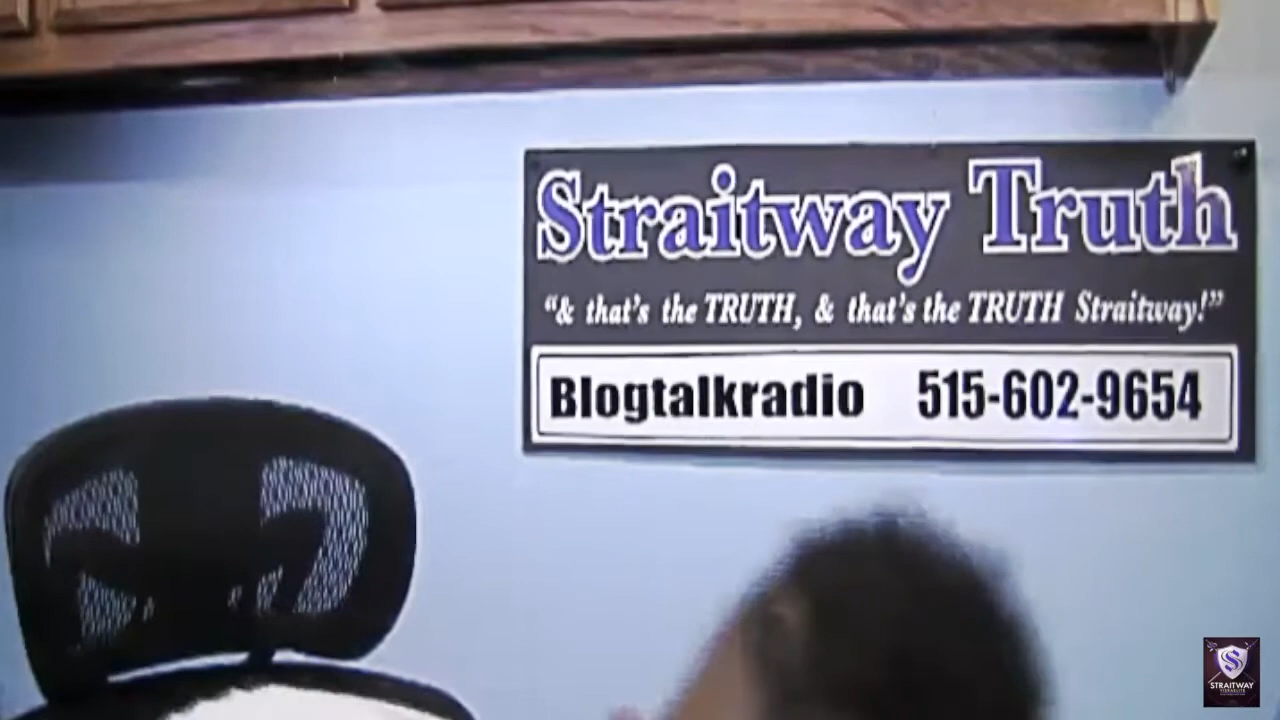 Straitway Truth
“& that's the TRUTH, & that's the TRUTH Straitway!”
Blogtalkradio 515-602-9654
S
STRAITWAY